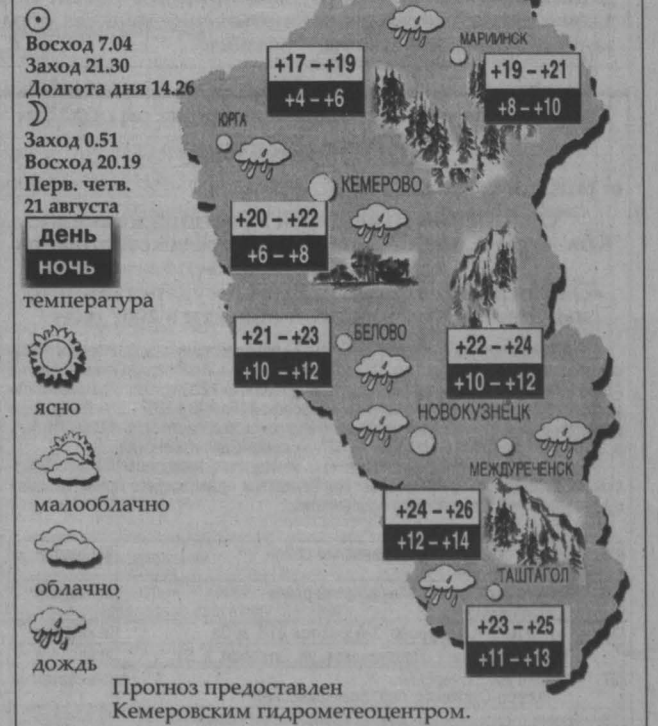 Восход 7.04
Заход 21.30
Долгота дня 14.26
Заход 0.51
Восход 20.19
Перв. четв.
21 августа
день
ночь
температура
ясно
малооблачно
облачно
дождь
МАРИИНСК
+17 – +19
+4 – +6
+19 – +21
+8 – +10
ЮРГА
КЕМЕРОВО
+20 – +22
+6 – +8
БЕЛОВО
+21 – +23
+10 – +12
+22 – +24
+10 – +12
НОВОКУЗНЕЦК
МЕЖДУРЕЧЕНСК
+24 – +26
+12 – +14
ТАШТАГОЛ
+23 – +25
+11 – +13
Прогноз предоставлен
Кемеровским гидрометеоцентром.